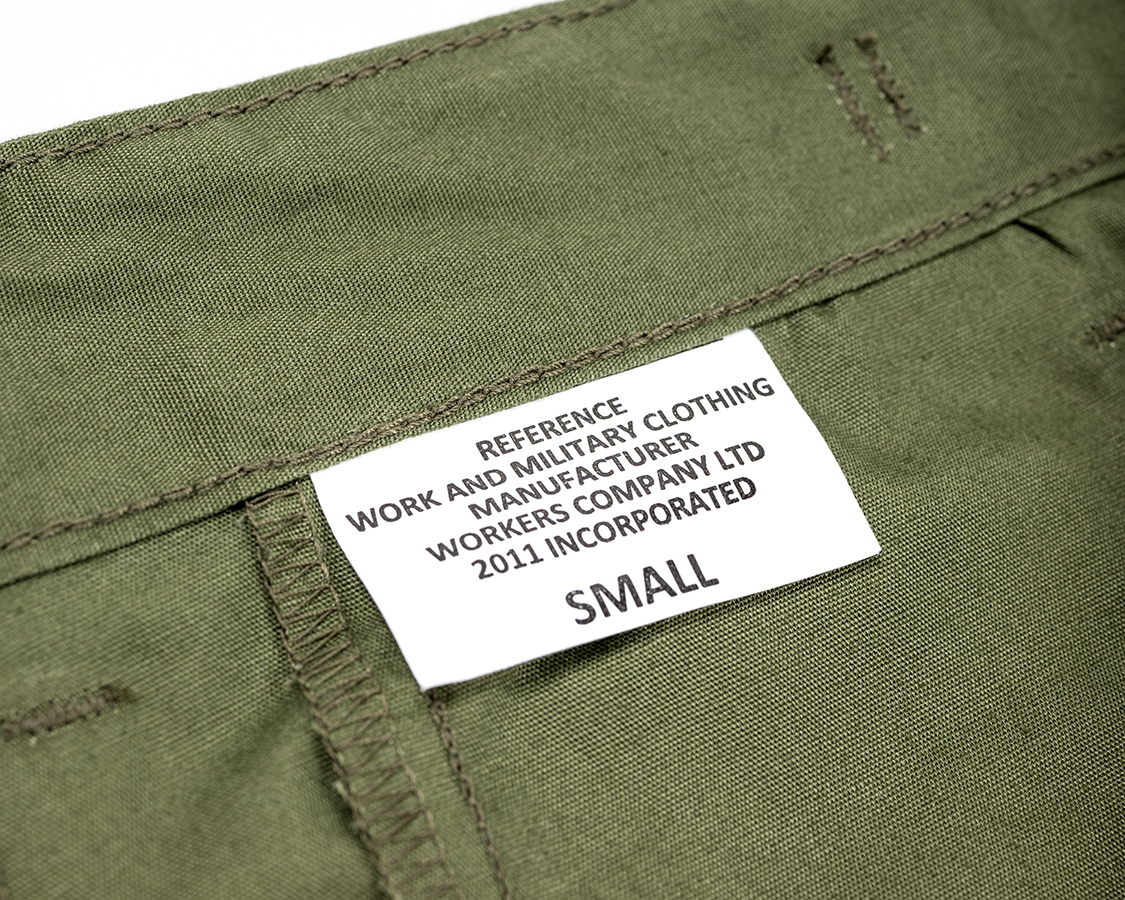 REFERENCE
WORK AND MILITARY CLOTHING
MANUFACTURER
WORKERS COMPANY LTD
2011 INCORPORATED
SMALL